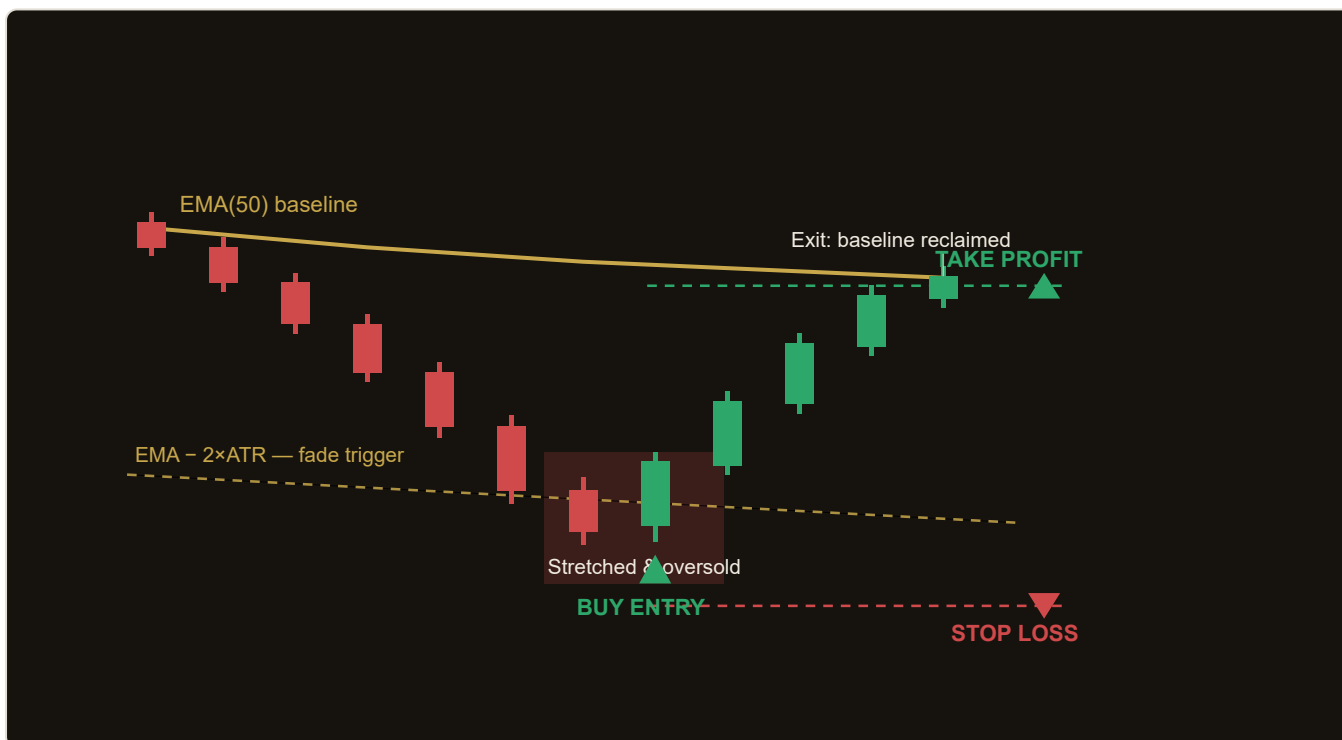 EMA(50) baseline
Exit: baseline reclaimed
TAKE PROFIT
EMA − 2×ATR — fade trigger
Stretched & oversold
BUY ENTRY
STOP LOSS